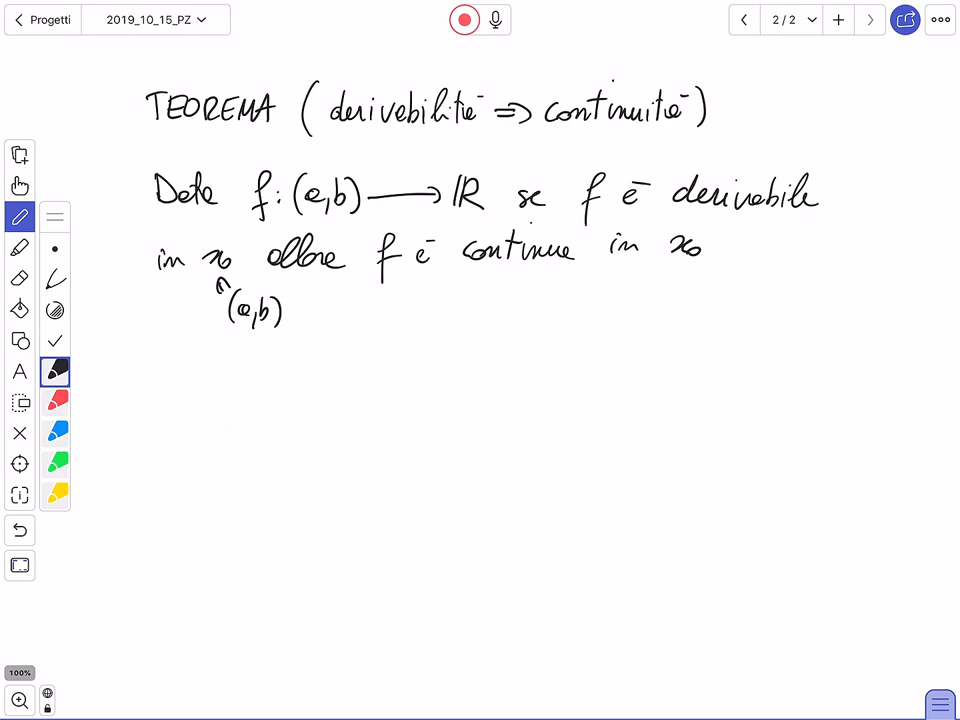 Progetti
2019_10_15_PZ
2 / 2
TEOREMA ( derivabilità => continuità )
Data f : (a,b) ⟶ ℝ se f è derivabile
in x₀ allora f è continua in x₀
∩
(a,b)
A
100%